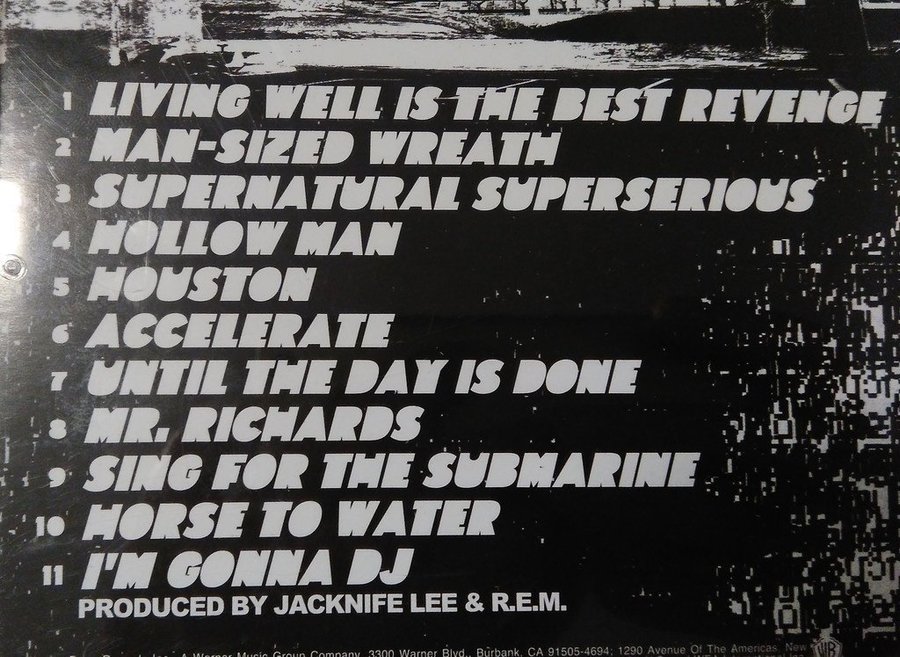 1 LIVING WELL IS THE BEST REVENGE
2 MAN-SIZED WREATH
3 SUPERNATURAL SUPERSERIOUS
4 HOLLOW MAN
5 HOUSTON
6 ACCELERATE
7 UNTIL THE DAY IS DONE
8 MR. RICHARDS
9 SING FOR THE SUBMARINE
10 HORSE TO WATER
11 I'M GONNA DJ
PRODUCED BY JACKNIFE LEE & R.E.M.
A Warner Music Group Company, 3300 Warner Blvd., Burbank, CA 91505-4694; 1290 Avenue Of The Americas, New